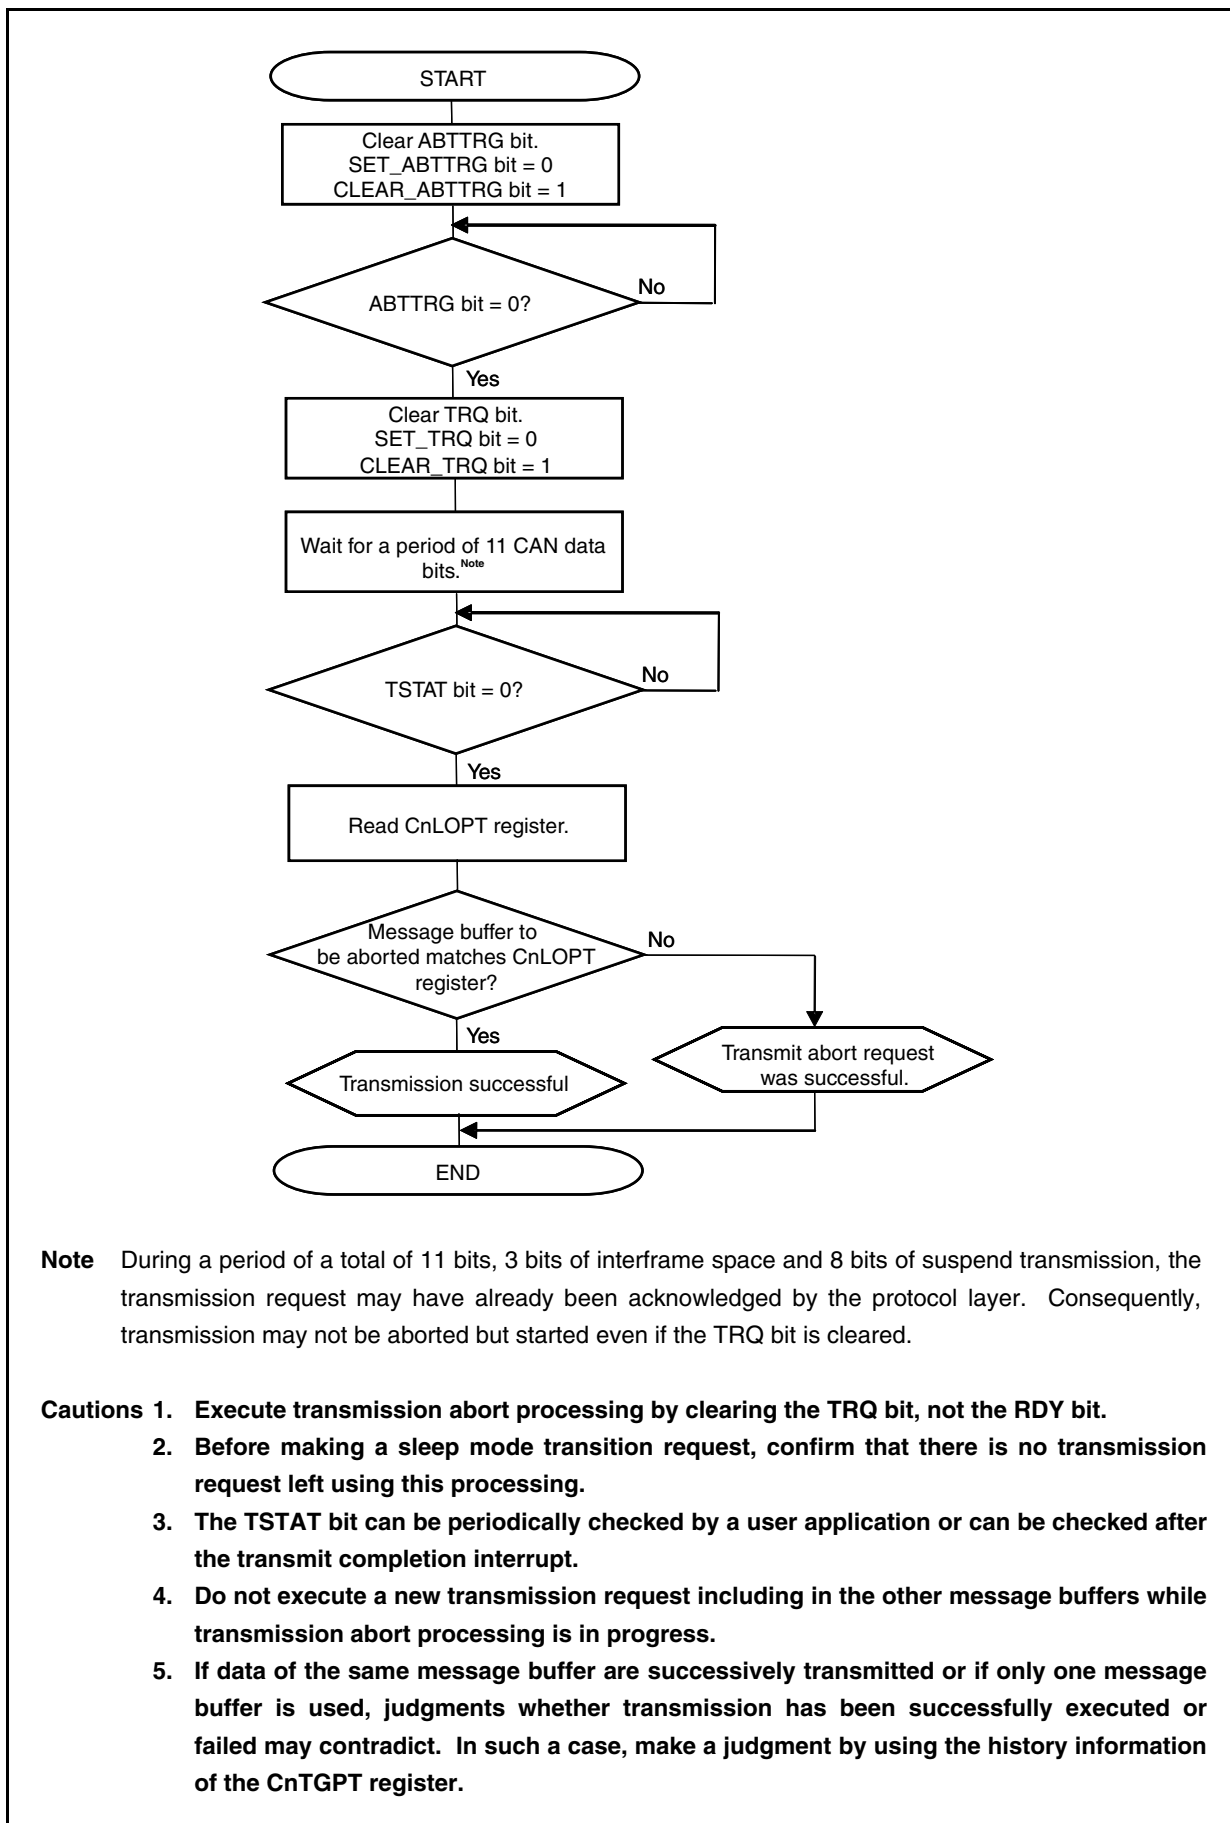 START
Clear ABTTRG bit.
SET_ABTTRG bit = 0
CLEAR_ABTTRG bit = 1
ABTTRG bit = 0?
No
Yes
Clear TRQ bit.
SET_TRQ bit = 0
CLEAR_TRQ bit = 1
Wait for a period of 11 CAN data
bits.Note
TSTAT bit = 0?
No
Yes
Read CnLOPT register.
Message buffer to
be aborted matches CnLOPT
register?
No
Yes
Transmit abort request
was successful.
Transmission successful
END
Note During a period of a total of 11 bits, 3 bits of interframe space and 8 bits of suspend transmission, the
transmission request may have already been acknowledged by the protocol layer. Consequently,
transmission may not be aborted but started even if the TRQ bit is cleared.
Cautions 1. Execute transmission abort processing by clearing the TRQ bit, not the RDY bit.
2. Before making a sleep mode transition request, confirm that there is no transmission
request left using this processing.
3. The TSTAT bit can be periodically checked by a user application or can be checked after
the transmit completion interrupt.
4. Do not execute a new transmission request including in the other message buffers while
transmission abort processing is in progress.
5. If data of the same message buffer are successively transmitted or if only one message
buffer is used, judgments whether transmission has been successfully executed or
failed may contradict. In such a case, make a judgment by using the history information
of the CnTGPT register.